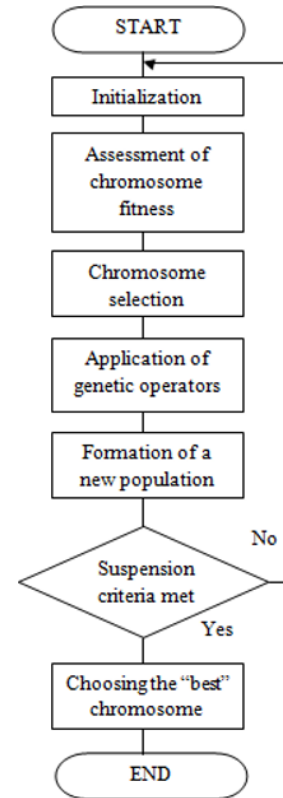 START
Initialization
Assessment of
chromosome
fitness
Chromosome
selection
Application of
genetic operators
Formation of a
new population
No
Suspension
criteria met
Yes
Choosing the “best”
chromosome
END